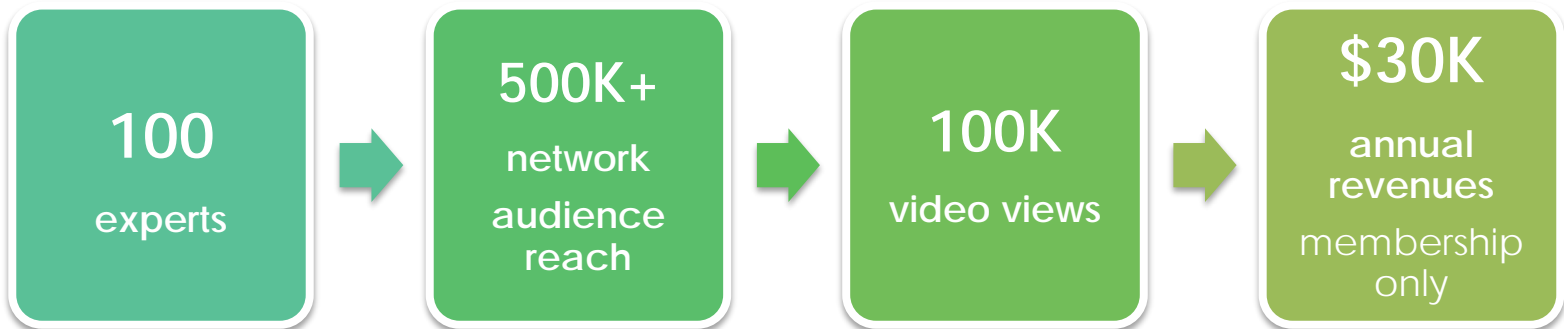 100
experts
500K+
network
audience
reach
100K
video views
$30K
annual
revenues
membership
only